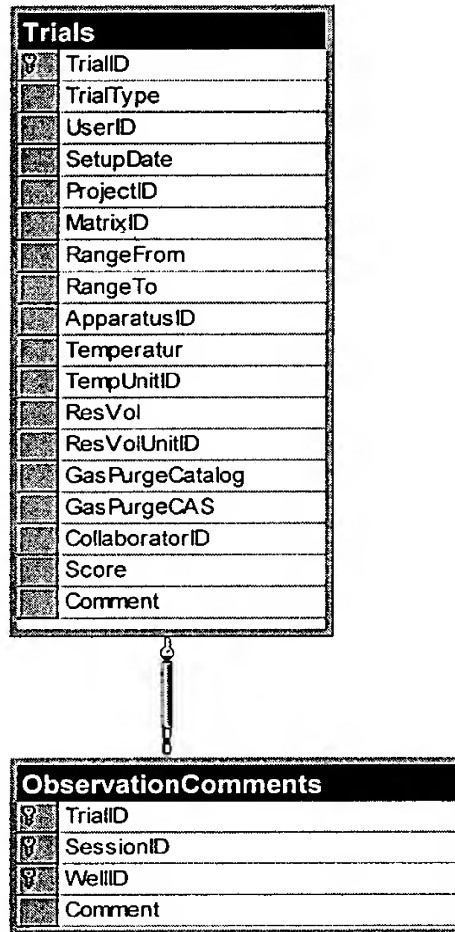 Trials
TrialID
TrialType
UserID
SetupDate
ProjectID
MatrixID
RangeFrom
RangeTo
ApparatusID
Temperatur
TempUnitID
ResVol
ResVolUnitID
GasPurgeCatalog
GasPurgeCAS
CollaboratorID
Score
Comment
ObservationComments
TrialID
SessionID
WellID
Comment